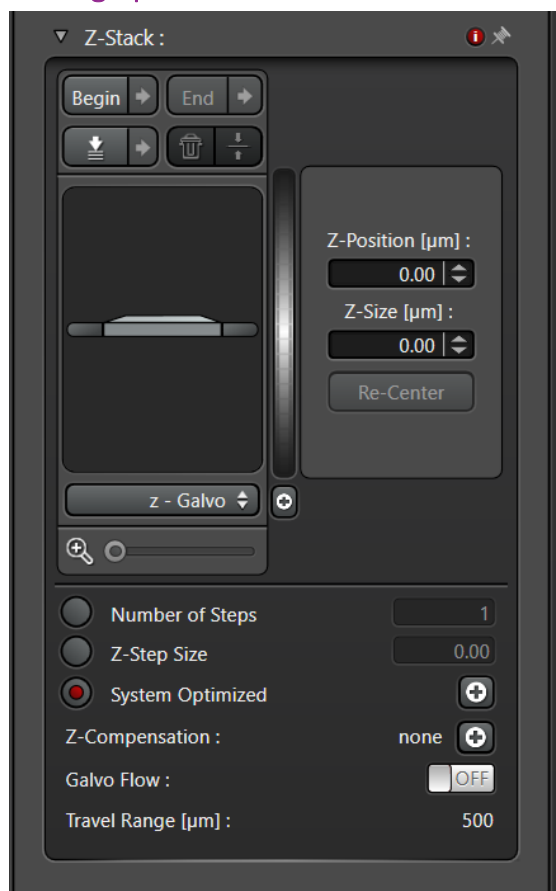 Z-Stack :
Begin
End
Z-Position [µm] :
0.00
Z-Size [µm] :
0.00
Re-Center
z - Galvo
Number of Steps
1
Z-Step Size
0.00
System Optimized
Z-Compensation :
none
Galvo Flow :
OFF
Travel Range [µm] :
500